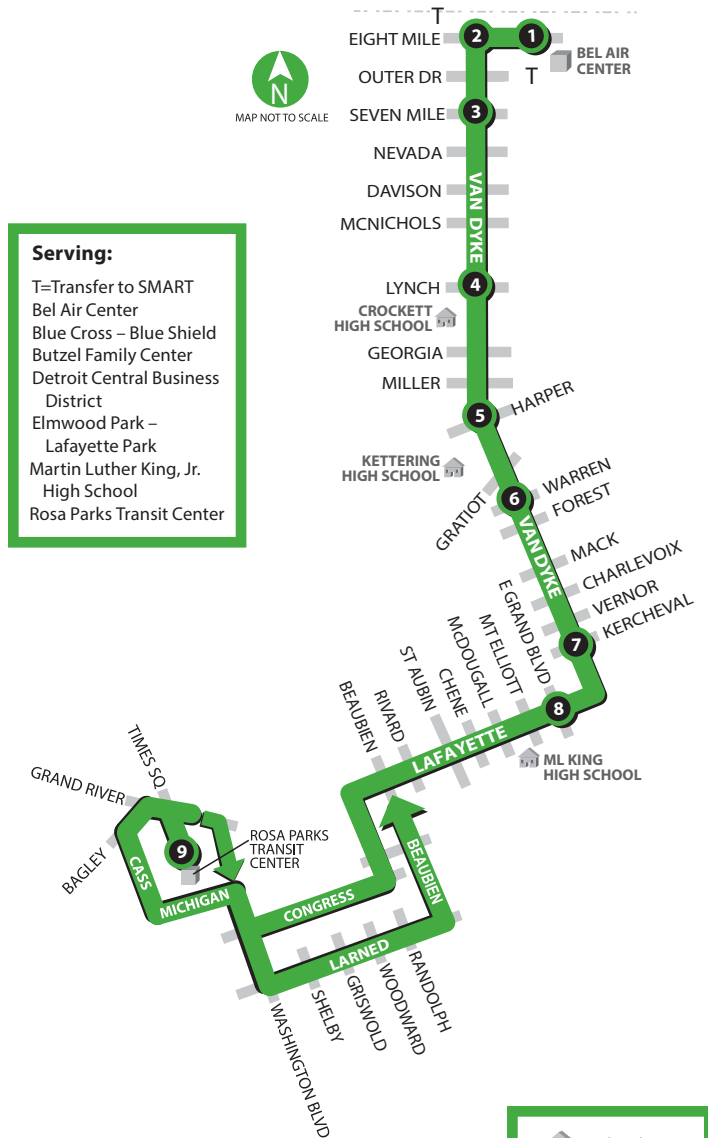 T
EIGHT MILE
2
1
BEL AIR
CENTER
OUTER DR
T
N
MAP NOT TO SCALE
SEVEN MILE
3
NEVADA
DAVISON
VAN DYKE
MCNICHOLS
LYNCH
4
CROCKETT
HIGH SCHOOL
GEORGIA
MILLER
HARPER
5
KETTERING
HIGH SCHOOL
GRATIOT
6
WARREN
FOREST
VAN DYKE
MACK
CHARLEVOIX
VERNOR
KERCHEVAL
7
Serving:
T=Transfer to SMART
Bel Air Center
Blue Cross – Blue Shield
Butzel Family Center
Detroit Central Business
District
Elmwood Park –
Lafayette Park
Martin Luther King, Jr.
High School
Rosa Parks Transit Center
E GRAND BLVD
MT ELLIOTT
McDOUGALL
CHENE
ST AUBIN
RIVARD
BEAUBIEN
8
LAFAYETTE
ML KING
HIGH SCHOOL
TIMES SQ
GRAND RIVER
BAGLEY
9
ROSA PARKS
TRANSIT
CENTER
CASS
MICHIGAN
CONGRESS
BEAUBIEN
LARNED
RANDOLPH
WOODWARD
GRISWOLD
SHELBY
WASHINGTON BLVD